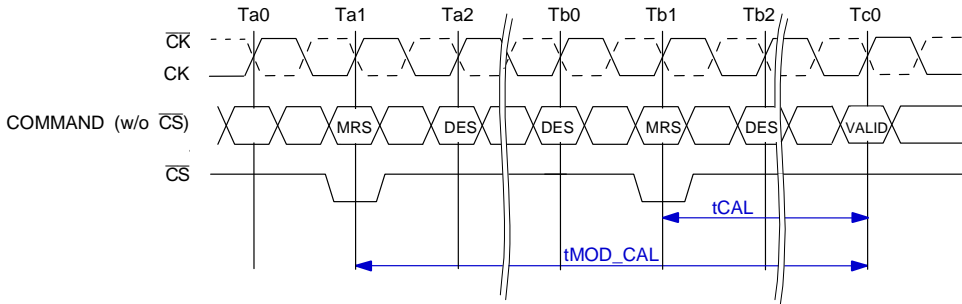 Ta0 Ta1 Ta2 Tb0 Tb1 Tb2 Tc0
CK
CK
COMMAND (w/o CS) MRS DES DES MRS DES VALID
CS
tCAL
tMOD_CAL